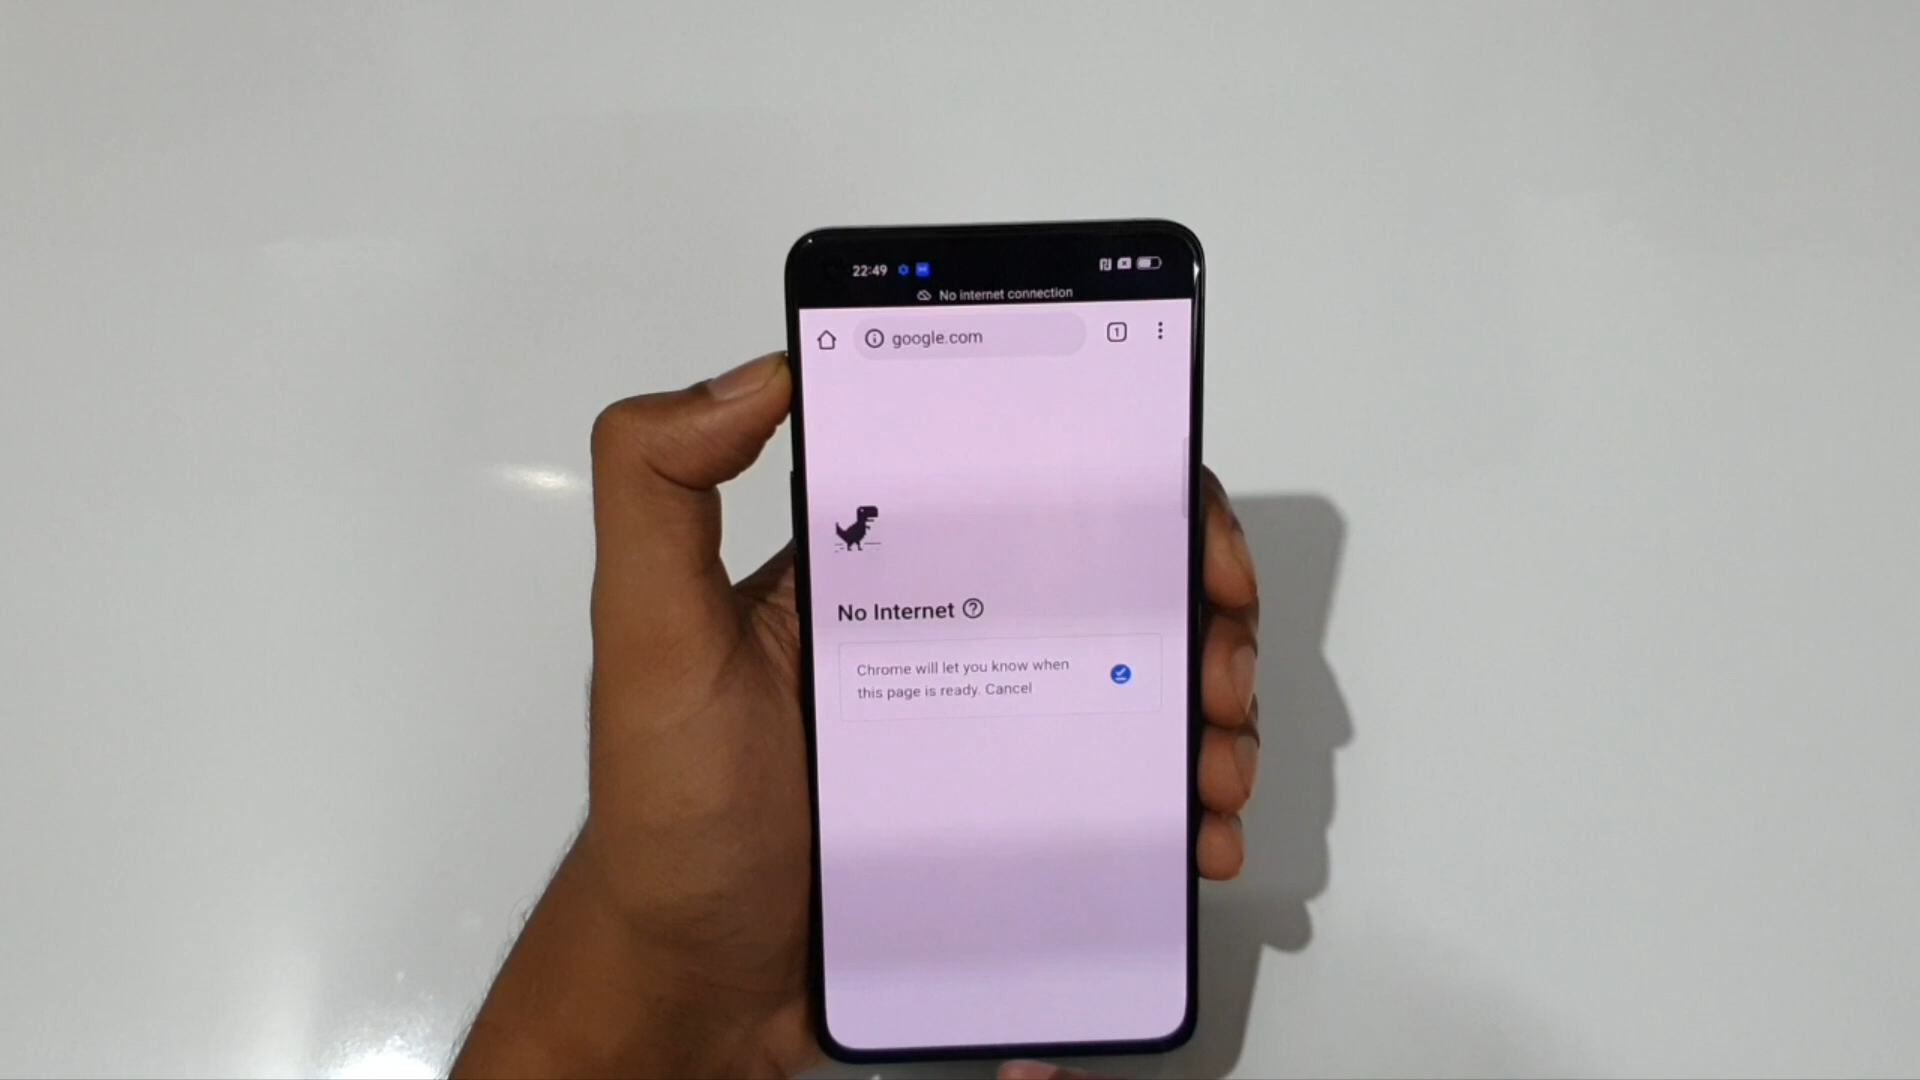 22:49
No internet connection
google.com
1
No Internet
Chrome will let you know when
this page is ready. Cancel